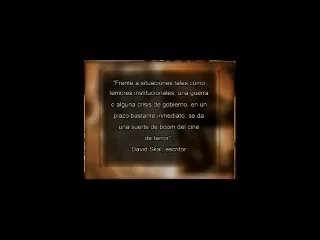 "Frente a situaciones tales como
temores institucionales, una guerra
o alguna crisis de gobierno, en un
plazo bastante inmediato, se da
una suerte de boom del cine
de terror"
David Skal, escritor.